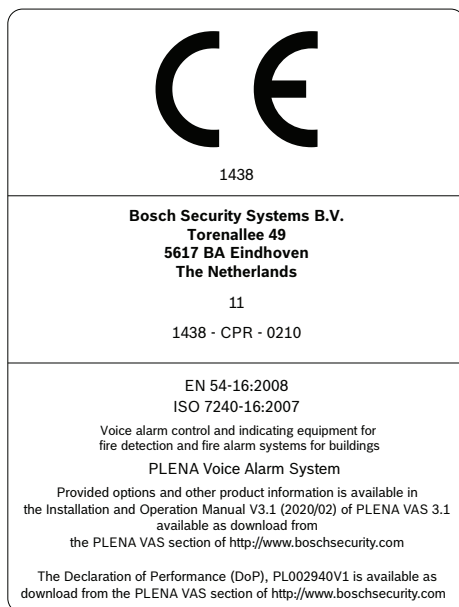 CE
1438
Bosch Security Systems B.V.
Torenallee 49
5617 BA Eindhoven
The Netherlands
11
1438 - CPR - 0210
EN 54-16:2008
ISO 7240-16:2007
Voice alarm control and indicating equipment for
fire detection and fire alarm systems for buildings
PLENA Voice Alarm System
Provided options and other product information is available in
the Installation and Operation Manual V3.1 (2020/02) of PLENA VAS 3.1
available as download from
the PLENA VAS section of http://www.boschsecurity.com
The Declaration of Performance (DoP), PL002940V1 is available as
download from the PLENA VAS section of http://www.boschsecurity.com